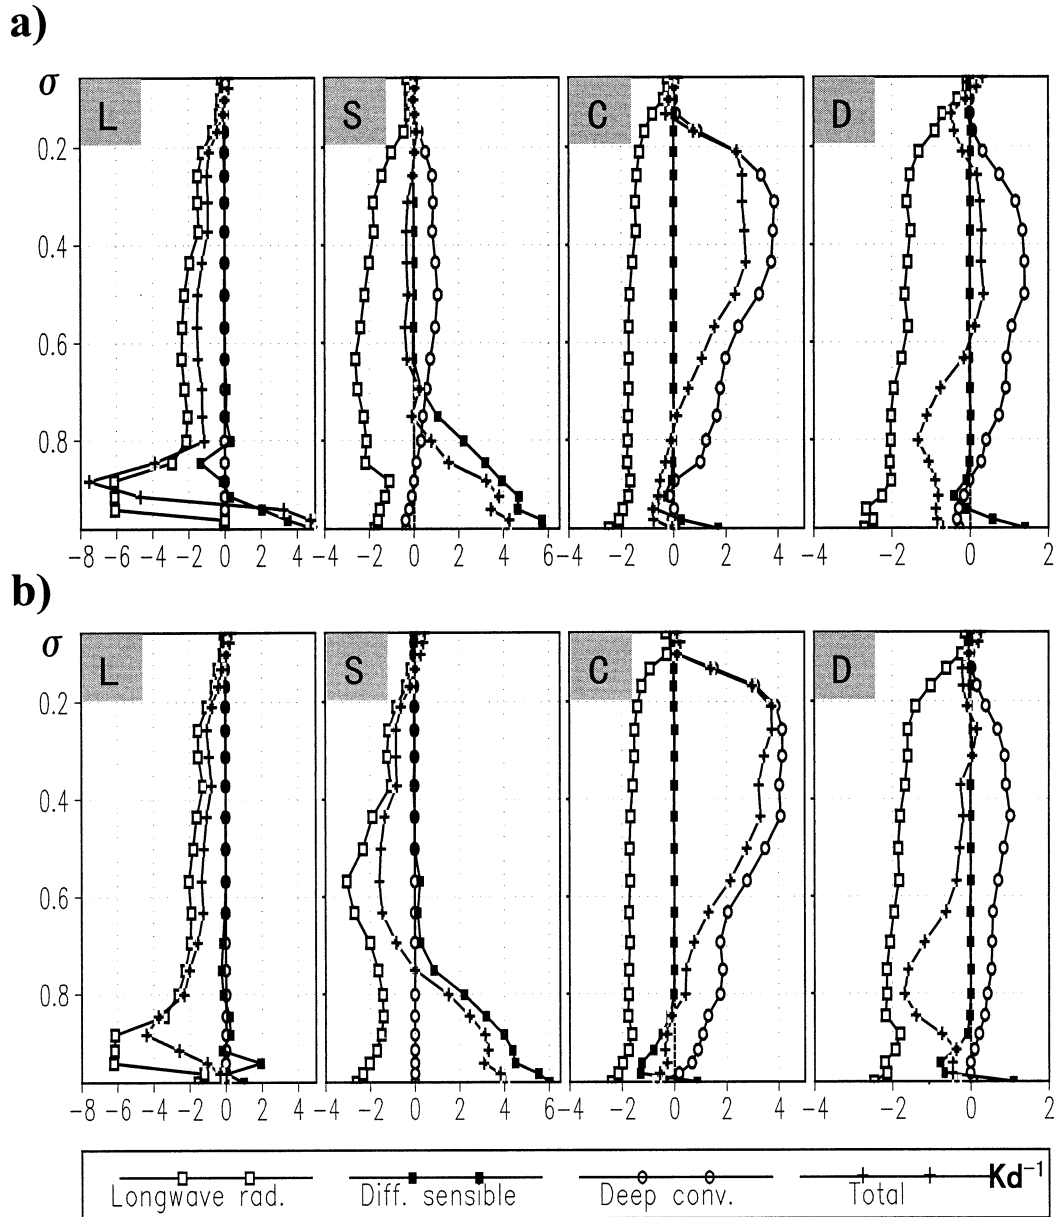 a)
σ
L
S
C
D
0.2
0.4
0.6
0.8
−8 −6 −4 −2 0 2 4 −4 −2 0 2 4 6 −4 −2 0 2 4 −4 −2 0 2
b)
σ
L
S
C
D
0.2
0.4
0.6
0.8
−8 −6 −4 −2 0 2 4 −4 −2 0 2 4 6 −4 −2 0 2 4 −4 −2 0 2
Longwave rad. Diff. sensible Deep conv. Total Kd⁻¹